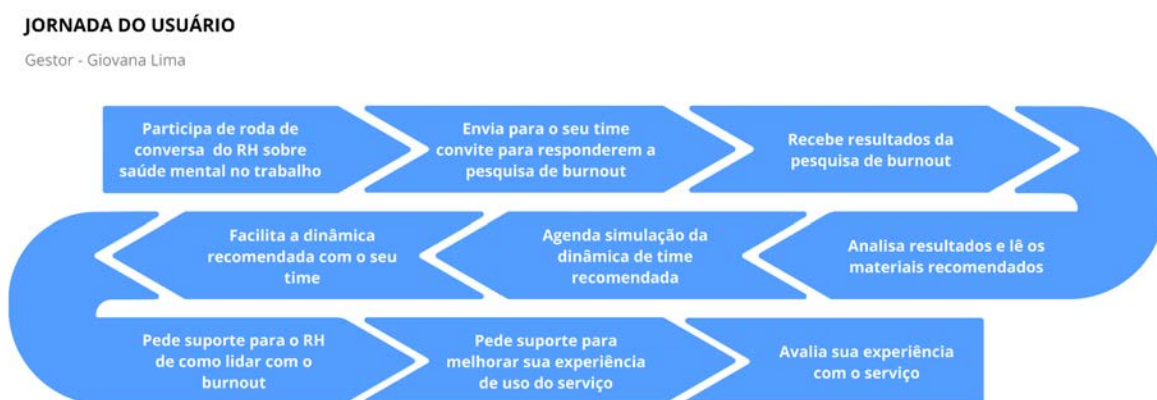 JORNADA DO USUÁRIO
Gestor - Giovana Lima
Participa de roda de
conversa do RH sobre
saúde mental no trabalho
Envia para o seu time
convite para responderem a
pesquisa de burnout
Recebe resultados da
pesquisa de burnout
Analisa resultados e lê os
materiais recomendados
Agenda simulação da
dinâmica de time
recomendada
Facilita a dinâmica
recomendada com o seu
time
Pede suporte para o RH
de como lidar com o
burnout
Pede suporte para
melhorar sua experiência
de uso do serviço
Avalia sua experiência
com o serviço